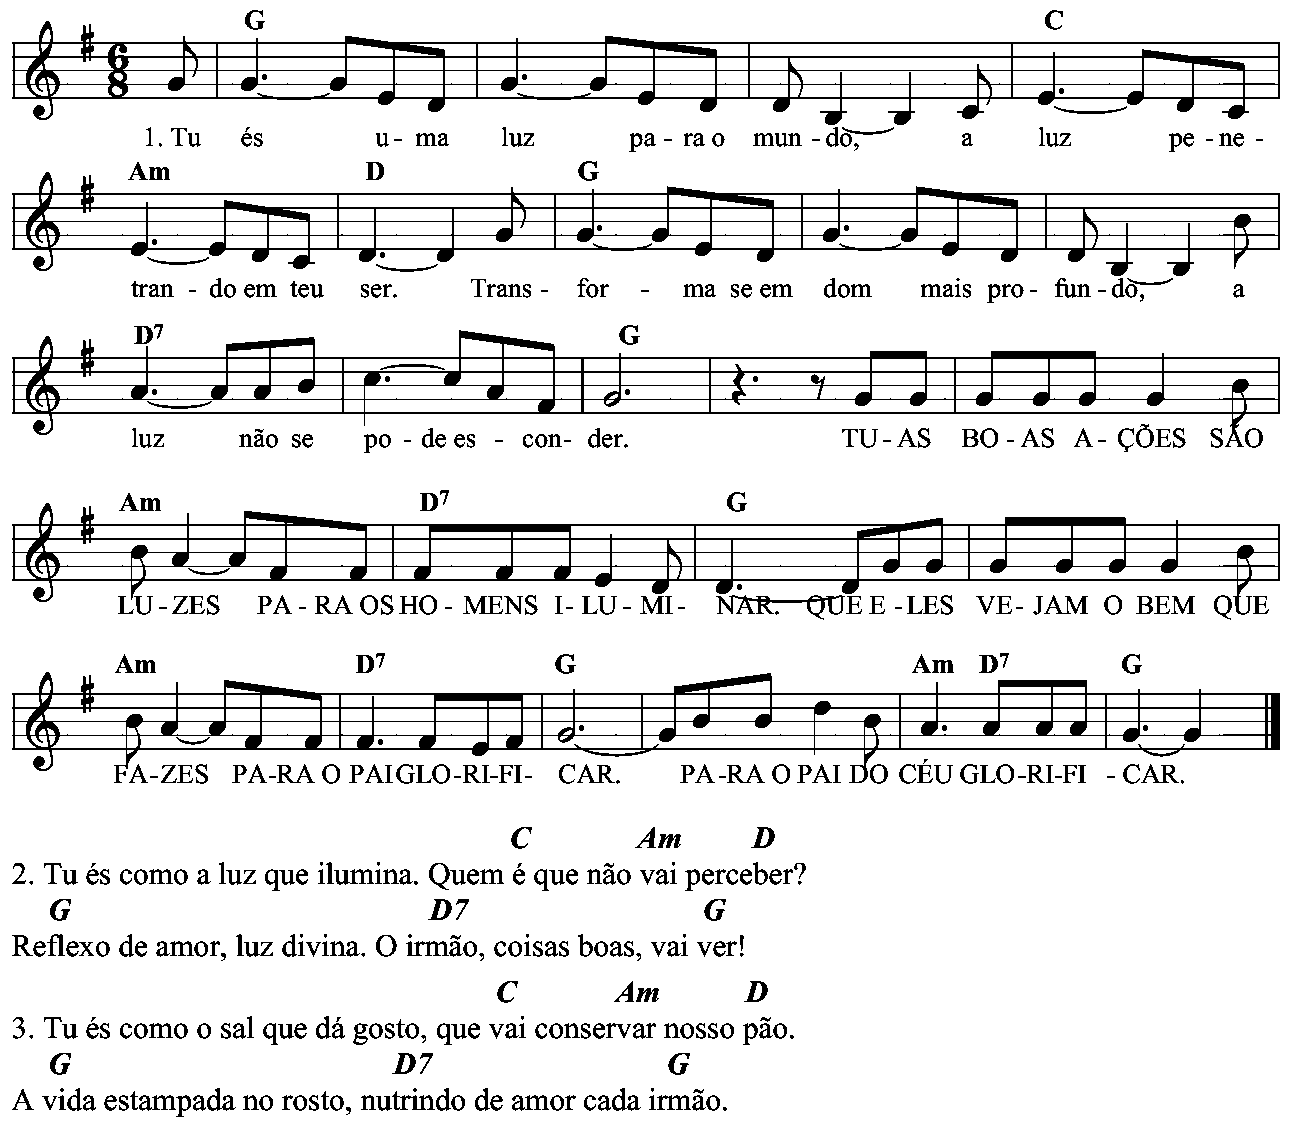 G C
1. Tu és u - ma luz pa - ra o mun - do, a luz pe - ne -
Am D G
tran - do em teu ser. Trans - for - ma se em dom mais pro - fun - do, a
D7 G
luz não se po - de es - con - der. TU - AS BO - AS A - ÇÕES SÃO
Am D7 G
LU - ZES PA - RA OS HO - MENS I - LU - MI - NAR. QUE E - LES VE - JAM O BEM QUE
Am D7 G Am D7 G
FA - ZES PA - RA O PAI GLO - RI - FI - CAR. PA - RA O PAI DO CÉU GLO - RI - FI - CAR.
C Am D
2. Tu és como a luz que ilumina. Quem é que não vai perceber?
G D7 G
Reflexo de amor, luz divina. O irmão, coisas boas, vai ver!
C Am D
3. Tu és como o sal que dá gosto, que vai conservar nosso pão.
G D7 G
A vida estampada no rosto, nutrindo de amor cada irmão.